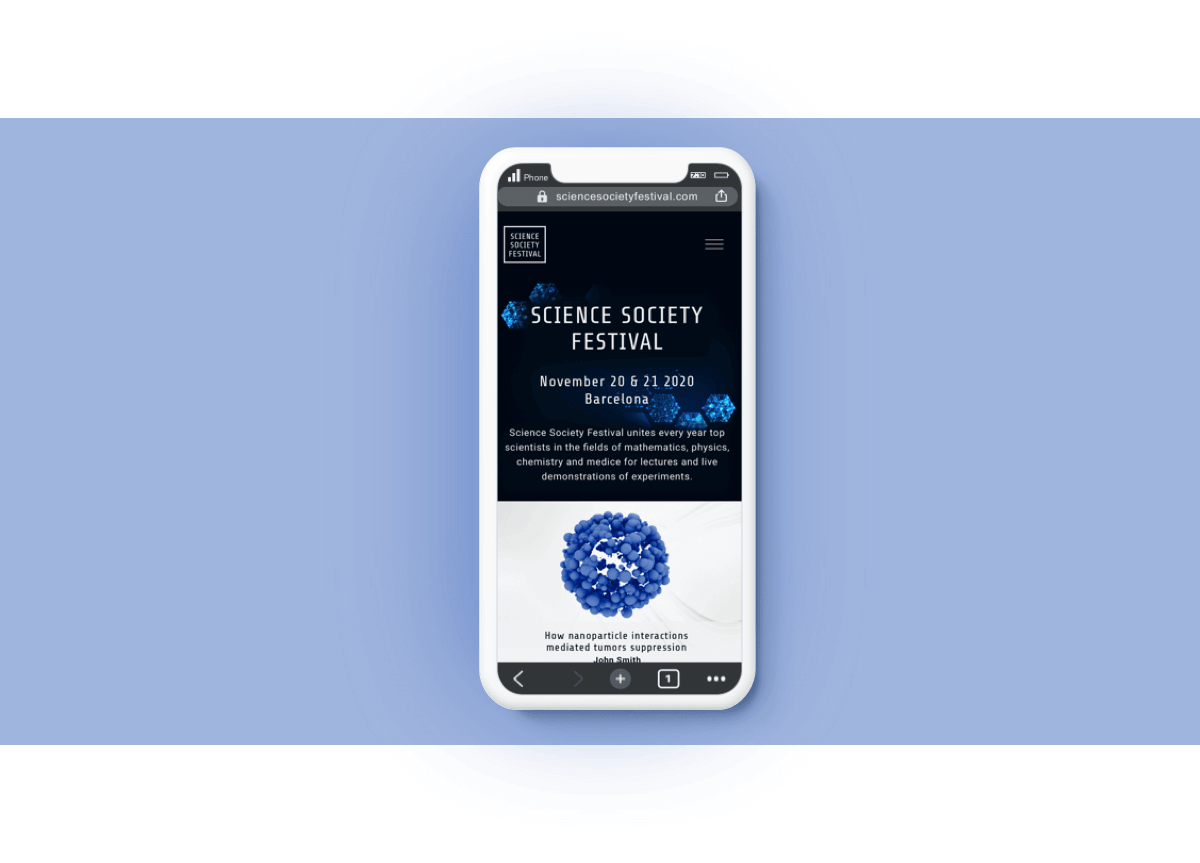 Phone
sciencesocietyfestival.com
SCIENCE
SOCIETY
FESTIVAL
SCIENCE SOCIETY
FESTIVAL
November 20 & 21 2020
Barcelona
Science Society Festival unites every year top
scientists in the fields of mathematics, physics,
chemistry and medice for lectures and live
demonstrations of experiments.
How nanoparticle interactions
mediated tumors suppression
John Smith
1